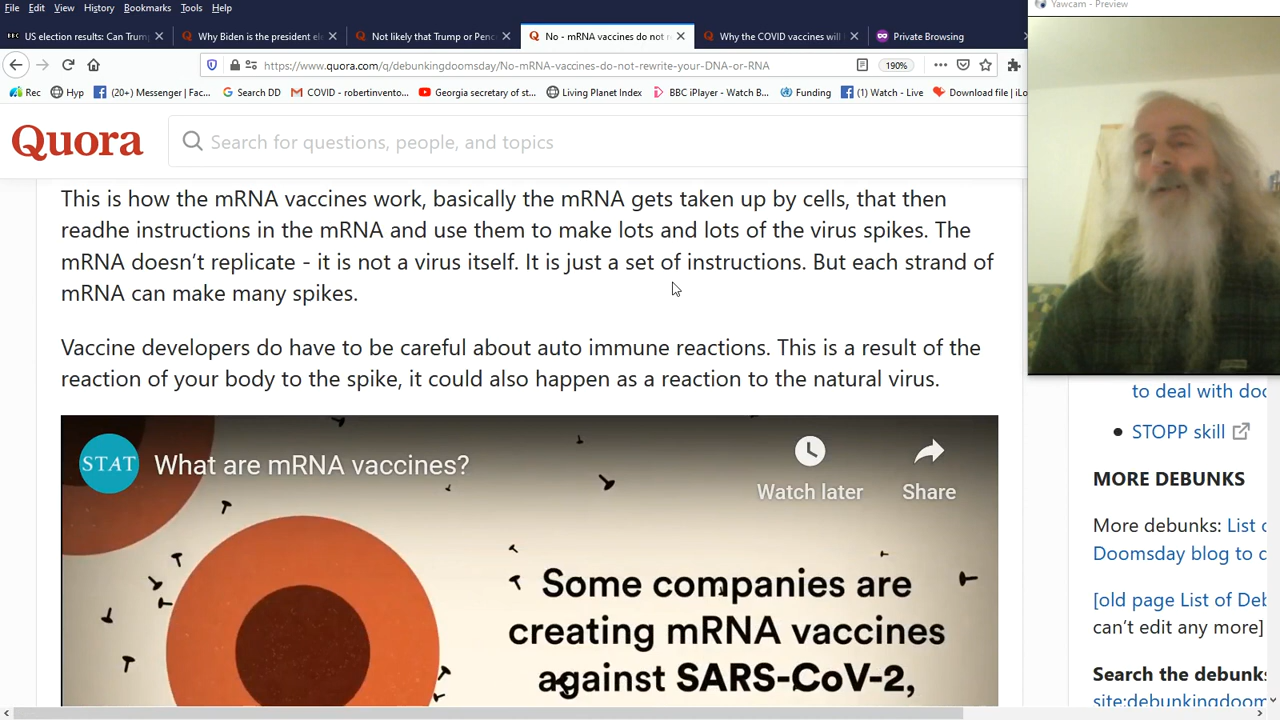 File Edit View History Bookmarks Tools Help
Yawcam - Preview
US election results: Can Trum
Why Biden is the president el
Not likely that Trump or Penc
No - mRNA vaccines do not r
Why the COVID vaccines will
Private Browsing
https://www.quora.com/q/debunkingdoomsday/No-mRNA-vaccines-do-not-rewrite-your-DNA-or-RNA
190%
Rec Hyp (20+) Messenger | Fac... Search DD COVID - robertinvento... Georgia secretary of st... Living Planet Index BBC iPlayer - Watch B... Funding (1) Watch - Live Download file | iLo
Quora
Search for questions, people, and topics
This is how the mRNA vaccines work, basically the mRNA gets taken up by cells, that then
readhe instructions in the mRNA and use them to make lots and lots of the virus spikes. The
mRNA doesn't replicate - it is not a virus itself. It is just a set of instructions. But each strand of
mRNA can make many spikes.
Vaccine developers do have to be careful about auto immune reactions. This is a result of the
reaction of your body to the spike, it could also happen as a reaction to the natural virus.
STAT
What are mRNA vaccines?
Watch later
Share
Some companies are
creating mRNA vaccines
against SARS-CoV-2,
to deal with doo
STOPP skill
MORE DEBUNKS
More debunks: List o
Doomsday blog to d
[old page List of Deb
can't edit any more]
Search the debunks
site:debunkingdoom